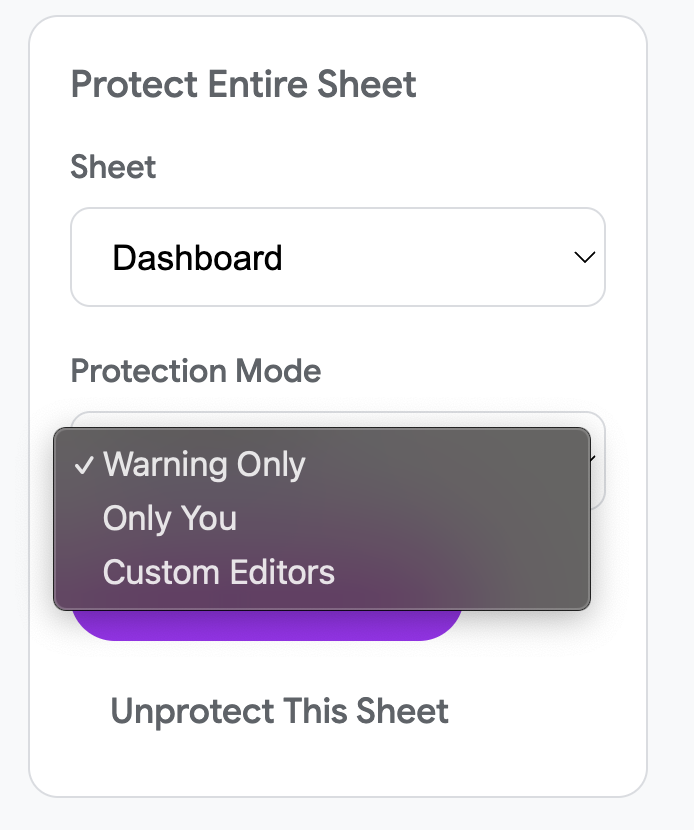 Protect Entire Sheet
Sheet
Dashboard
Protection Mode
✓ Warning Only
Only You
Custom Editors
Unprotect This Sheet